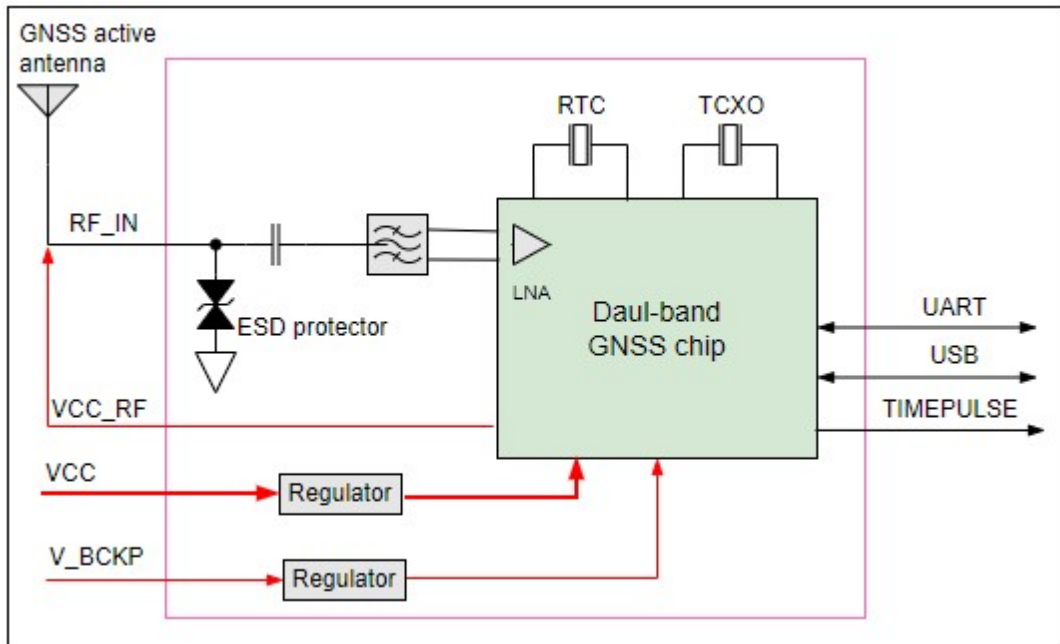 GNSS active
antenna
RTC
TCXO
RF_IN
LNA
ESD protector
Daul-band
GNSS chip
UART
USB
TIMEPULSE
VCC_RF
VCC
Regulator
V_BCKP
Regulator